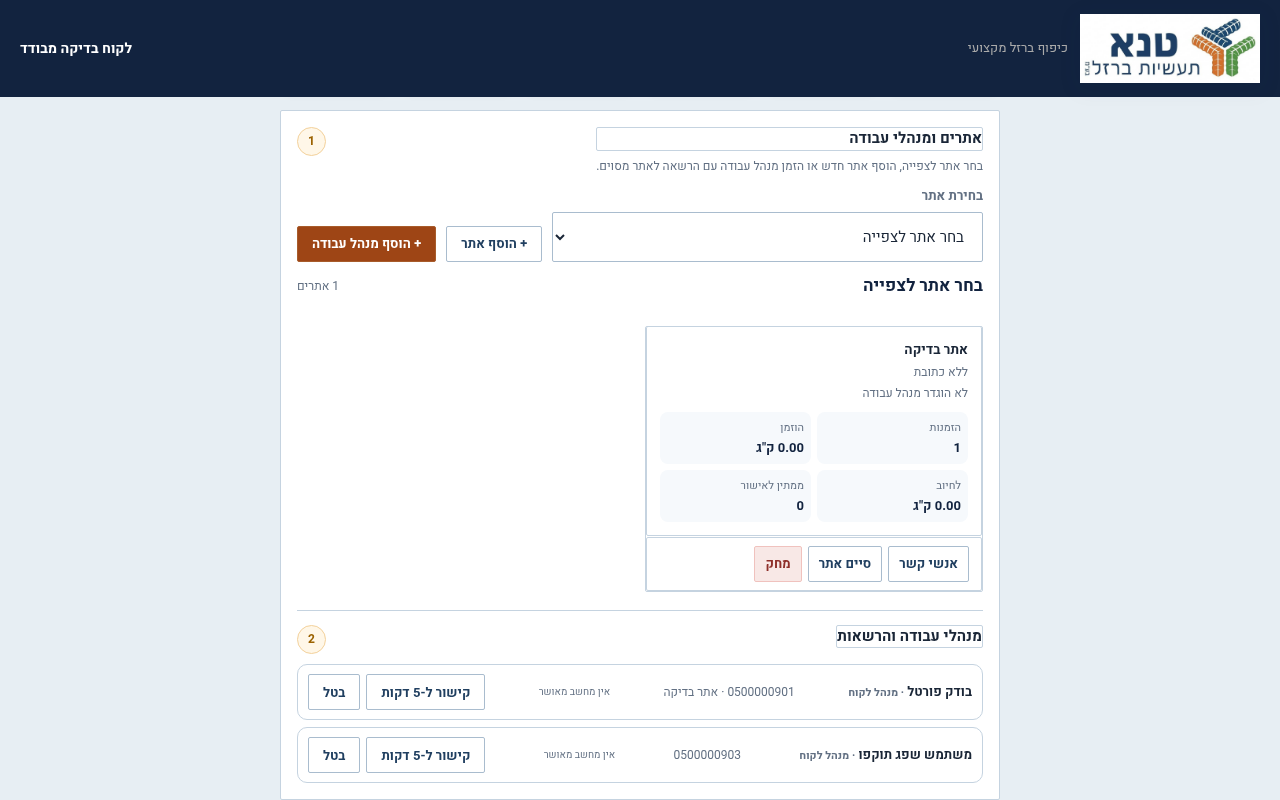 טנא
תעשיות ברזל
כיפוף ברזל מקצועי
לקוח בדיקה מבודד
אתרים ומנהלי עבודה
1
בחר אתר לצפייה, הוסף אתר חדש או הזמן מנהל עבודה עם הרשאה לאתר מסוים.
בחירת אתר
בחר אתר לצפייה
+ הוסף אתר
+ הוסף מנהל עבודה
בחר אתר לצפייה
1 אתרים
אתר בדיקה
ללא כתובת
לא הוגדר מנהל עבודה
הזמנות
1
הוזמן
0.00 ק"ג
לחיוב
0.00 ק"ג
ממתין לאישור
0
אנשי קשר
סיים אתר
מחק
מנהלי עבודה והרשאות
2
בודק פורטל · מנהל לקוח
0500000901 · אתר בדיקה
אין מחשב מאושר
קישור ל-5 דקות
בטל
משתמש שפג תוקפו · מנהל לקוח
0500000903
אין מחשב מאושר
קישור ל-5 דקות
בטל